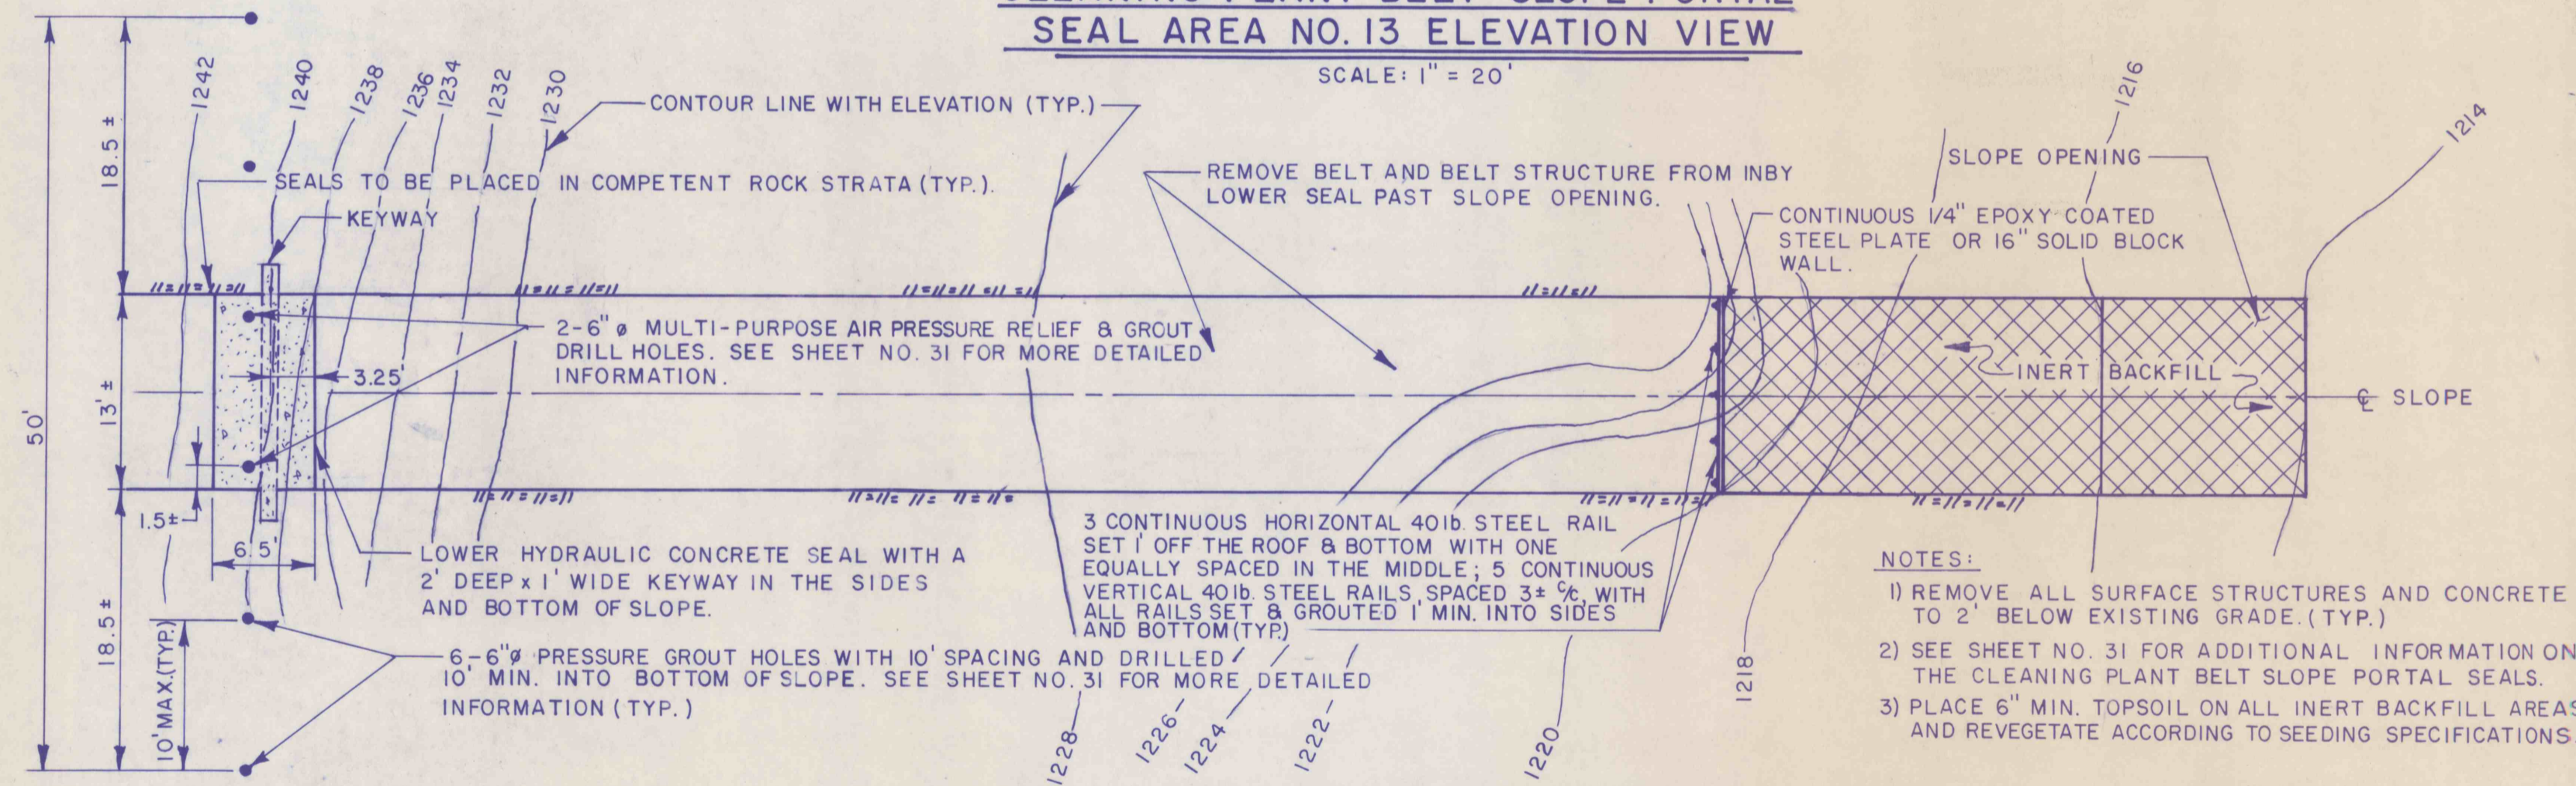 CLEANING PLANT BELT SLOPE PORTAL
SEAL AREA NO. 13 ELEVATION VIEW
SCALE: 1" = 20'
1242
1240
1238
1236
1234
1232
1230
CONTOUR LINE WITH ELEVATION (TYP.)
1216
1214
SLOPE OPENING
REMOVE BELT AND BELT STRUCTURE FROM INBY
LOWER SEAL PAST SLOPE OPENING.
SEALS TO BE PLACED IN COMPETENT ROCK STRATA (TYP.).
KEYWAY
CONTINUOUS 1/4" EPOXY COATED
STEEL PLATE OR 16" SOLID BLOCK
WALL.
18.5 ±
2-6" ø MULTI-PURPOSE AIR PRESSURE RELIEF & GROUT
DRILL HOLES. SEE SHEET NO. 31 FOR MORE DETAILED
INFORMATION.
3.25'
INERT BACKFILL
℄ SLOPE
50'
13' ±
1.5±
6.5'
LOWER HYDRAULIC CONCRETE SEAL WITH A
2' DEEP x 1' WIDE KEYWAY IN THE SIDES
AND BOTTOM OF SLOPE.
3 CONTINUOUS HORIZONTAL 40lb. STEEL RAIL
SET 1' OFF THE ROOF & BOTTOM WITH ONE
EQUALLY SPACED IN THE MIDDLE; 5 CONTINUOUS
VERTICAL 40lb. STEEL RAILS SPACED 3± c/c, WITH
ALL RAILS SET & GROUTED 1' MIN. INTO SIDES
AND BOTTOM (TYP.)
18.5 ±
10' MAX. (TYP.)
6-6"ø PRESSURE GROUT HOLES WITH 10' SPACING AND DRILLED
10' MIN. INTO BOTTOM OF SLOPE. SEE SHEET NO. 31 FOR MORE DETAILED
INFORMATION (TYP.)
1228
1226
1224
1222
1220
1218
NOTES:
1) REMOVE ALL SURFACE STRUCTURES AND CONCRETE
TO 2' BELOW EXISTING GRADE. (TYP.)
2) SEE SHEET NO. 31 FOR ADDITIONAL INFORMATION ON
THE CLEANING PLANT BELT SLOPE PORTAL SEALS.
3) PLACE 6" MIN. TOPSOIL ON ALL INERT BACKFILL AREAS
AND REVEGETATE ACCORDING TO SEEDING SPECIFICATIONS